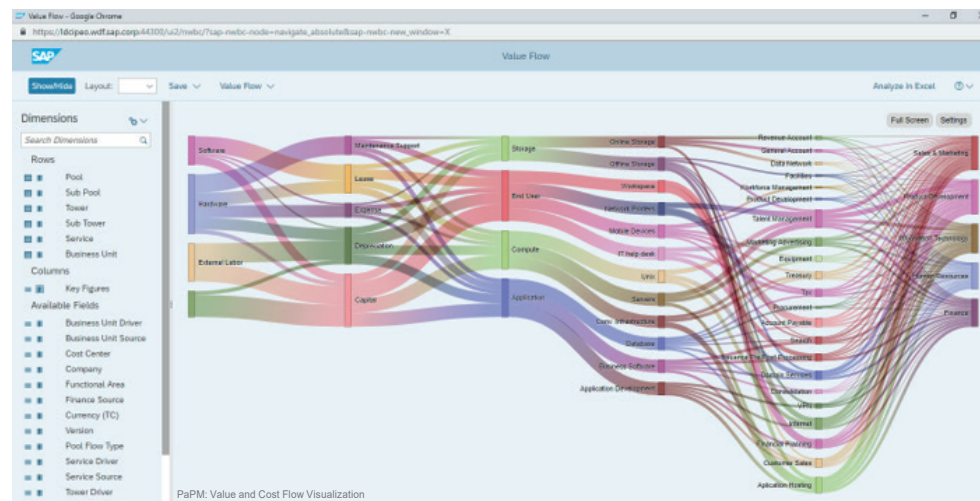 Value Flow - Google Chrome
https://ldcipeo.wdf.sap.corp:44300/ui2/nwbc/?sap-nwbc-node=navigate_absolute&sap-nwbc-new_window=X
SAP
Value Flow
Show/Hide
Layout:
Save
Value Flow
Analyze in Excel
Full Screen
Settings
Dimensions
Search Dimensions
Rows
Pool
Sub Pool
Tower
Sub Tower
Service
Business Unit
Columns
Key Figures
Available Fields
Business Unit Driver
Business Unit Source
Cost Center
Company
Functional Area
Finance Source
Currency (TC)
Version
Pool Flow Type
Service Driver
Service Source
Tower Driver
Software
Hardware
External Labor
Maintenance Support
Lease
Expense
Depreciation
Capital
Storage
End User
Compute
Application
Online Storage
Offline Storage
Workspace
Network Printers
Mobile Devices
IT help desk
Unix
Servers
Core Infrastructure
Database
Business Software
Application Development
Revenue Account
General Account
Data Network
Facilities
Workforce Management
Product Development
Talent Management
Marketing Advertising
Equipment
Treasury
Tax
Procurement
Account Payable
Search
Issuance
Post Processing
Domain Services
Consolidation
VPN
Internet
Financial Planning
Customer Sales
Aplication Hosting
Sales & Marketing
Product Development
Information Technology
Human Resources
Finance
PaPM: Value and Cost Flow Visualization